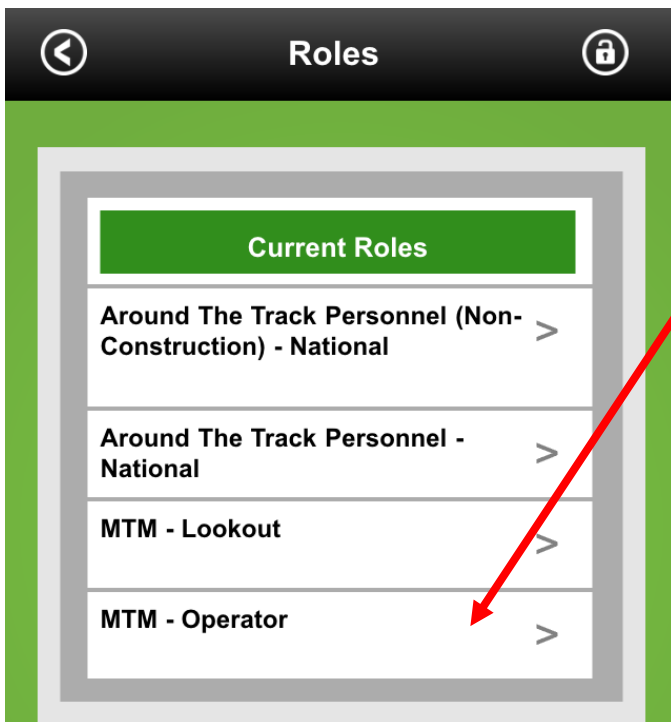 Roles
Current Roles
Around The Track Personnel (Non-
Construction) - National
>
Around The Track Personnel -
National
>
MTM - Lookout
>
MTM - Operator
>